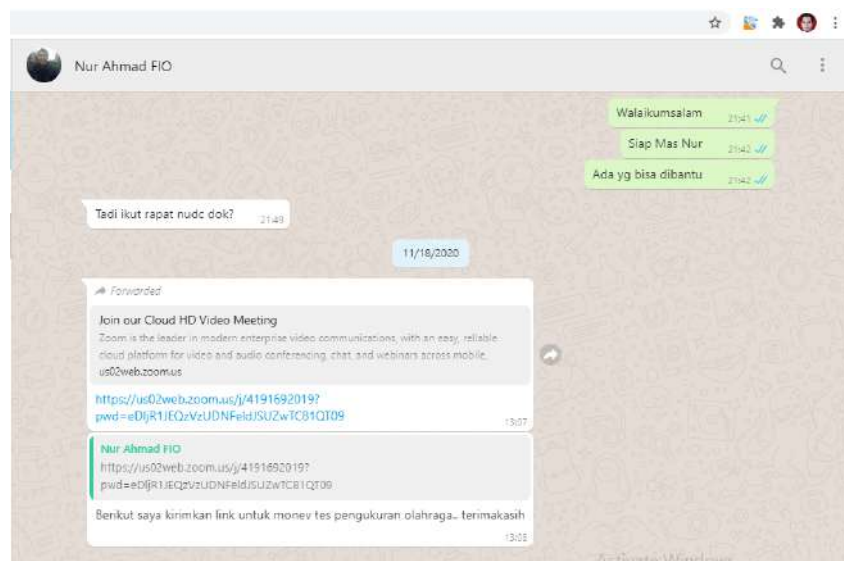 Nur Ahmad FIO
Walaikumsalam 21:41
Siap Mas Nur 21:42
Ada yg bisa dibantu 21:42
Tadi ikut rapat nudc dok? 21:49
11/18/2020
Forwarded
Join our Cloud HD Video Meeting
Zoom is the leader in modern enterprise video communications, with an easy, reliable
cloud platform for video and audio conferencing, chat, and webinars across mobile,
us02web.zoom.us
https://us02web.zoom.us/j/4191692019?
13:07
Nur Ahmad FIO
https://us02web.zoom.us/j/4191692019?
Berikut saya kirimkan link untuk monev tes pengukuran olahraga.. terimakasih
13:08
Activate Windows